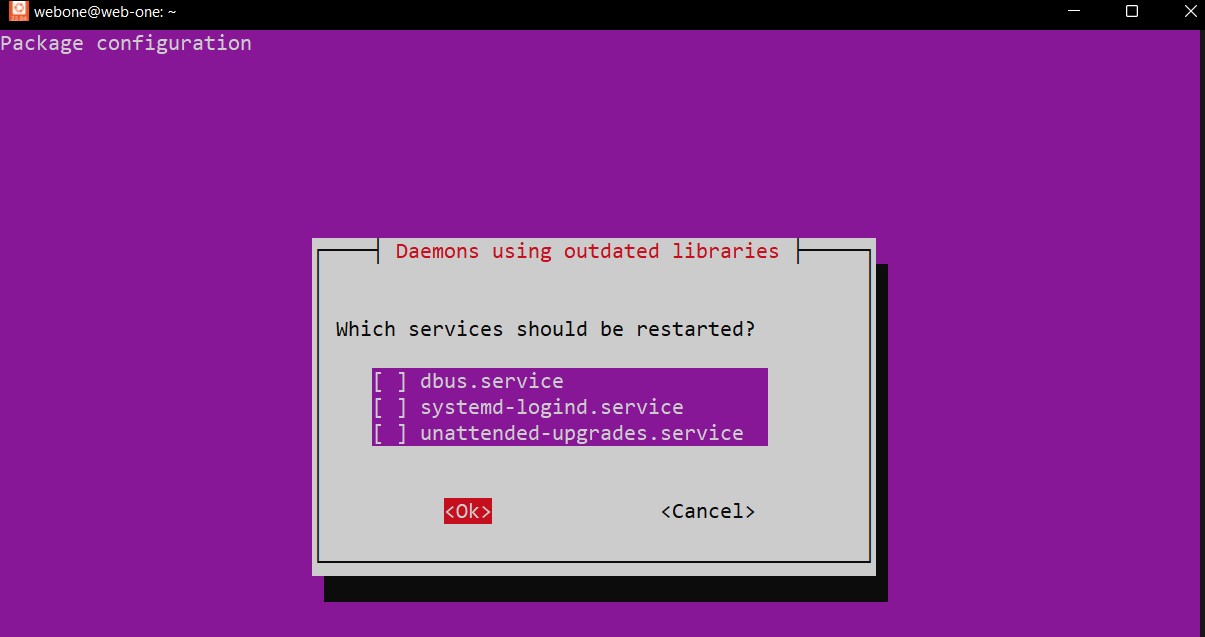 webone@web-one: ~
Package configuration
Daemons using outdated libraries
Which services should be restarted?
[ ] dbus.service
[ ] systemd-logind.service
[ ] unattended-upgrades.service
<Ok> <Cancel>